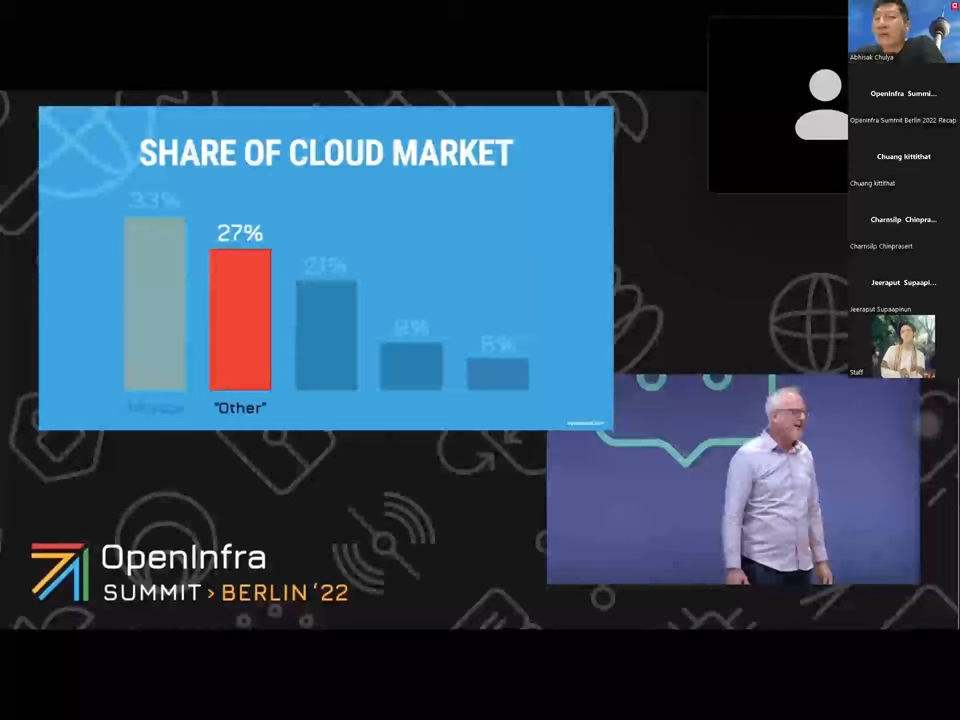 SHARE OF CLOUD MARKET
33%
27%
21%
8%
6%
"Other"
OpenInfra
SUMMIT › BERLIN '22
Abhisak Chulya
OpenInfra Summi...
OpenInfra Summit Berlin 2022 Recap
Chuang kittithat
Chuang kittithat
Charnsilp Chinpra...
Charnsilp Chinprasert
Jeeraput Supaapi...
Jeeraput Supaapinun
Staff